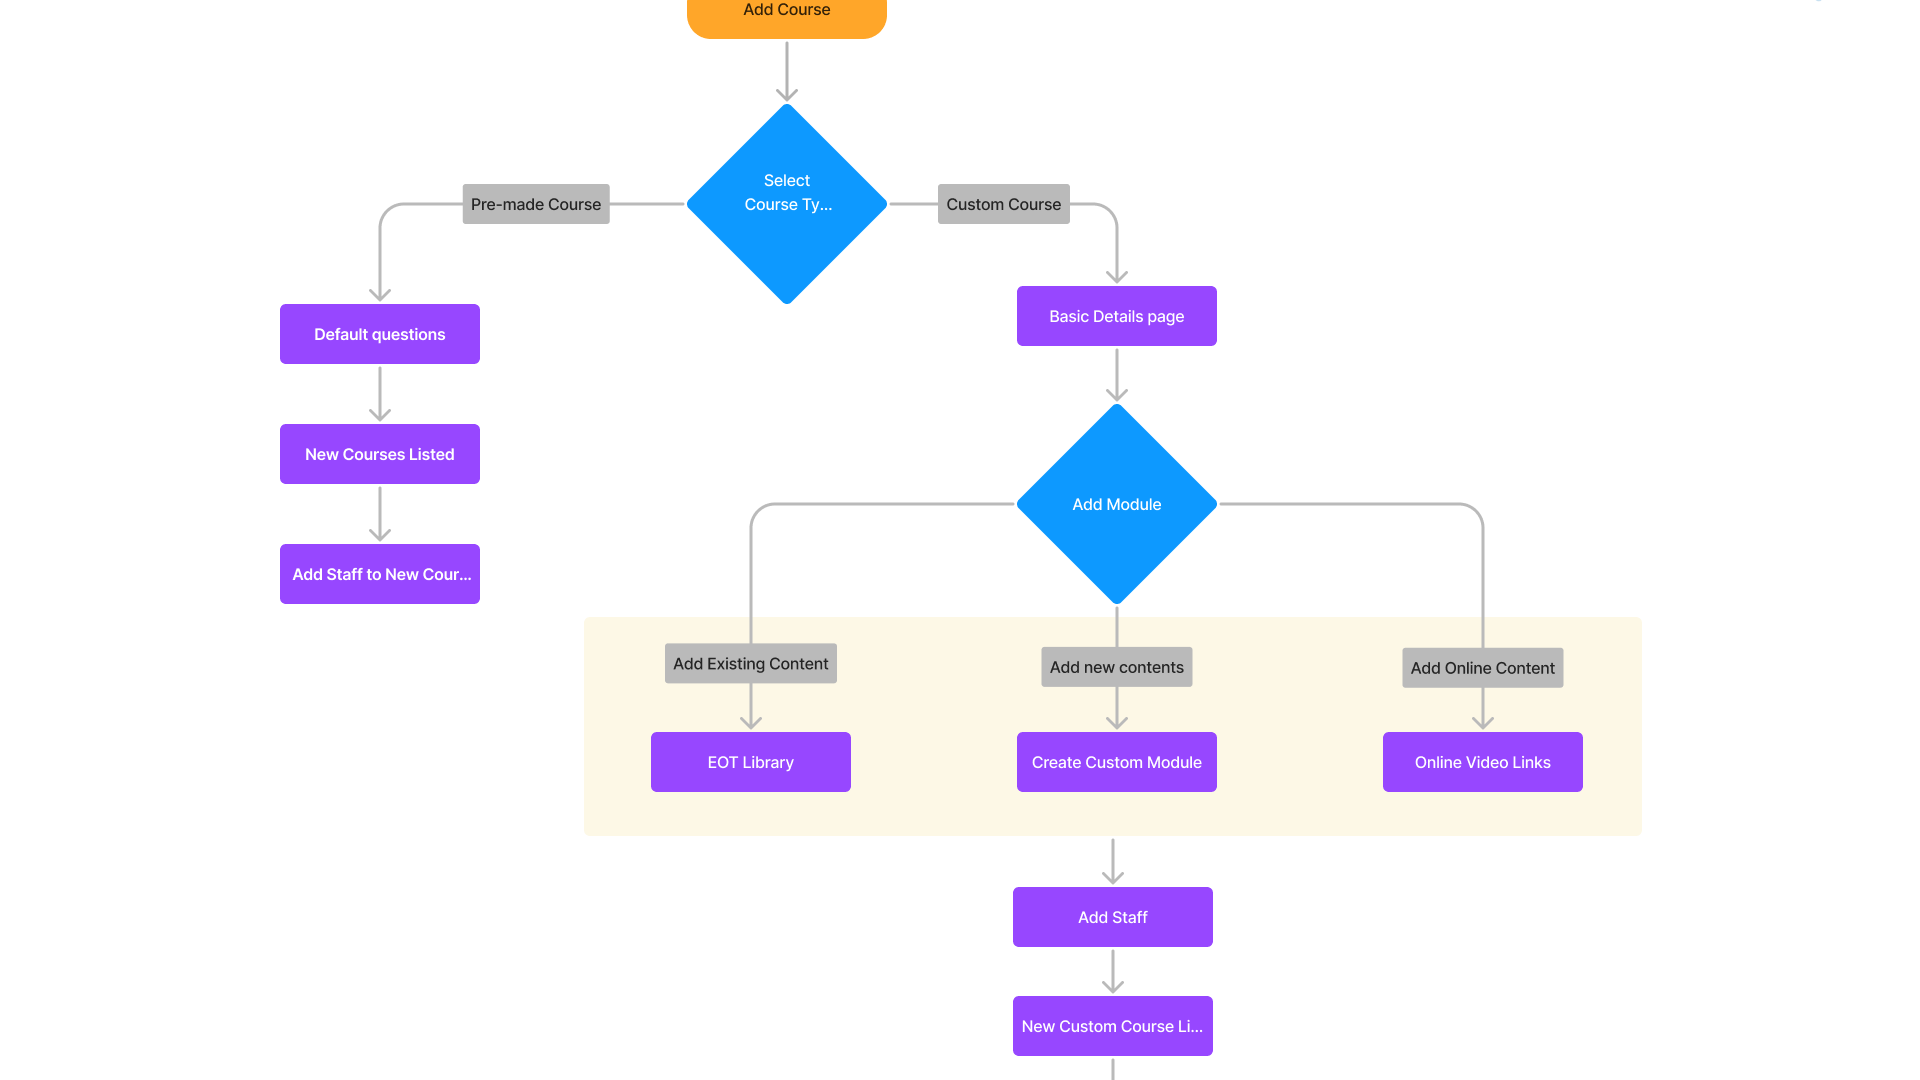 Add Course
Select
Course Ty...
Pre-made Course
Custom Course
Default questions
Basic Details page
New Courses Listed
Add Module
Add Staff to New Cour...
Add Existing Content
Add new contents
Add Online Content
EOT Library
Create Custom Module
Online Video Links
Add Staff
New Custom Course Li...